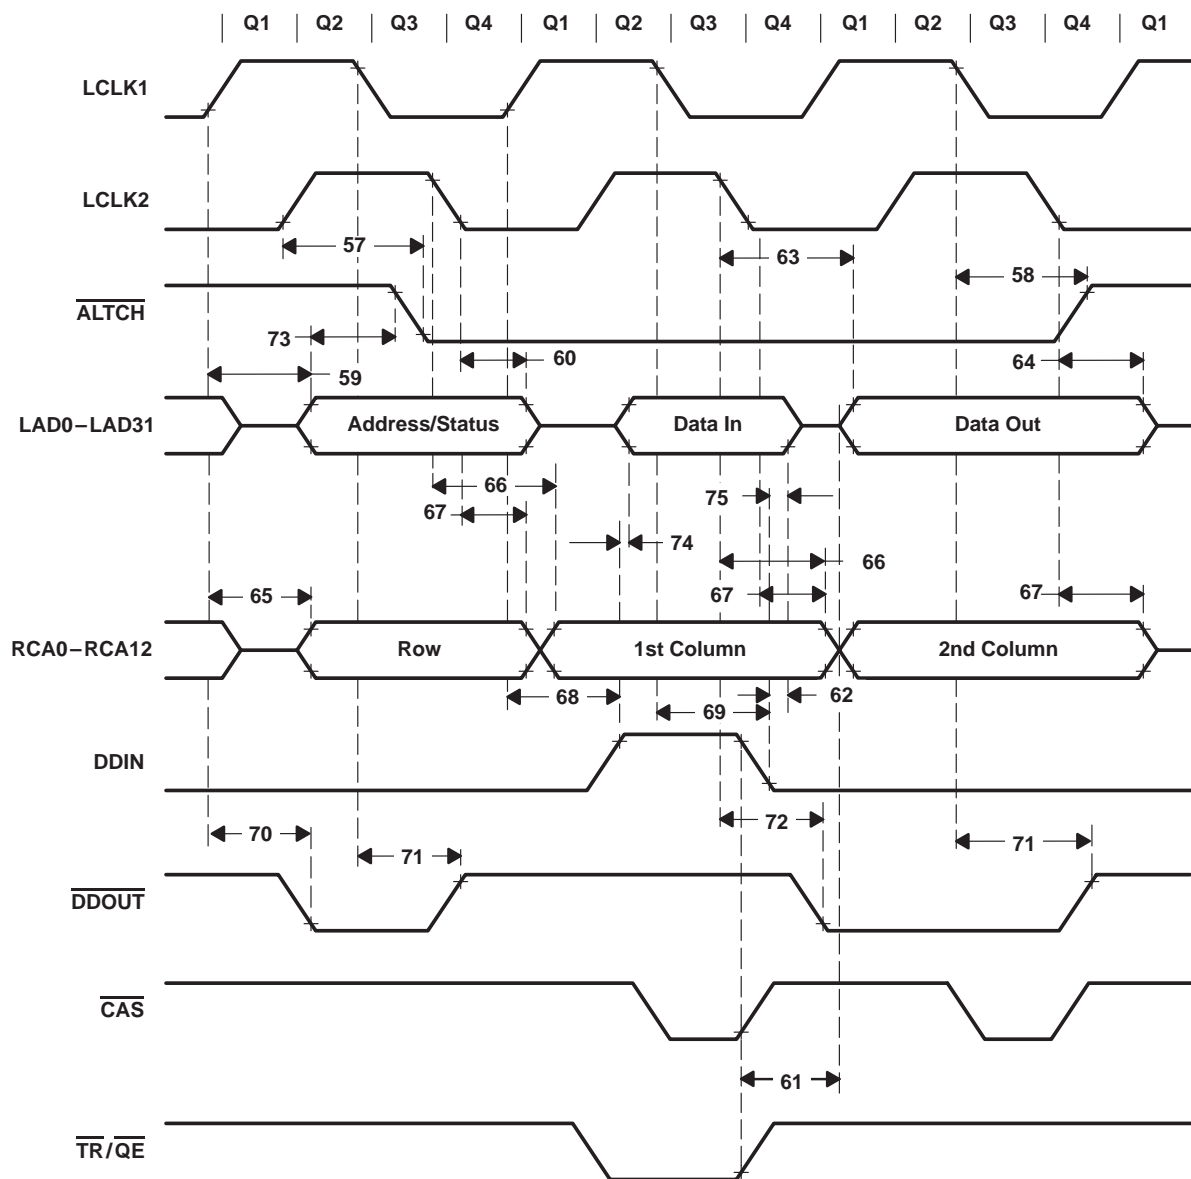 Q1 Q2 Q3 Q4 Q1 Q2 Q3 Q4 Q1 Q2 Q3 Q4 Q1
LCLK1
LCLK2
57
63
58
ALTCH
73
60
64
59
LAD0–LAD31
Address/Status
Data In
Data Out
66
75
67
74
66
65
67
67
RCA0–RCA12
Row
1st Column
2nd Column
68
62
69
DDIN
72
70
71
71
DDOUT
CAS
61
TR/QE